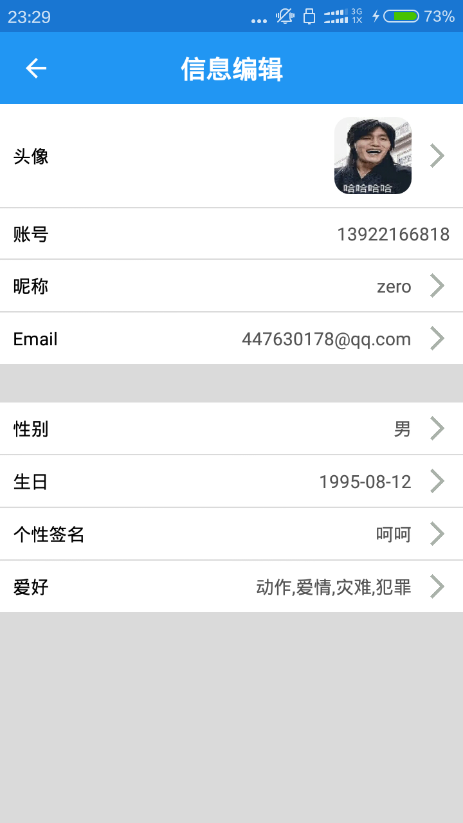 23:29
3G
1X
73%
信息编辑
头像
哈哈哈哈
账号 13922166818
昵称 zero
Email 447630178@qq.com
性别 男
生日 1995-08-12
个性签名 呵呵
爱好 动作,爱情,灾难,犯罪